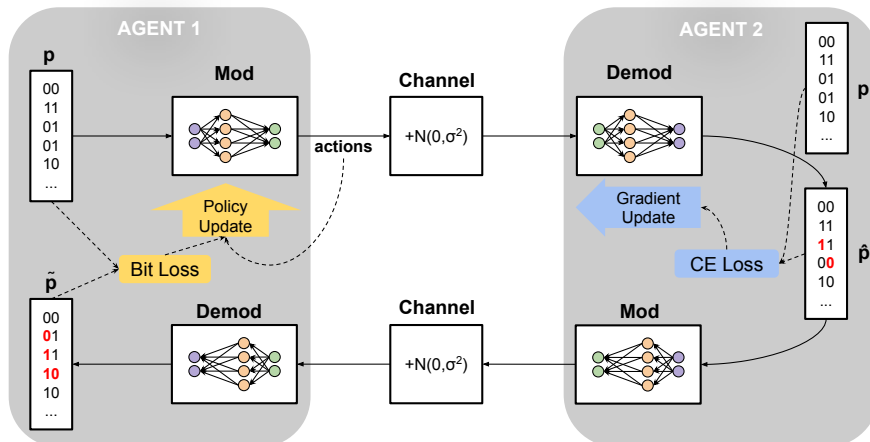 AGENT 1
AGENT 2
p
Mod
Channel
Demod
00
11
01
01
10
...
+N(0,σ²)
actions
00
11
01
01
10
...
p
Policy
Update
Gradient
Update
00
11
11
00
10
...
p̂
Bit Loss
CE Loss
p̃
Demod
Channel
Mod
00
01
11
10
10
...
+N(0,σ²)